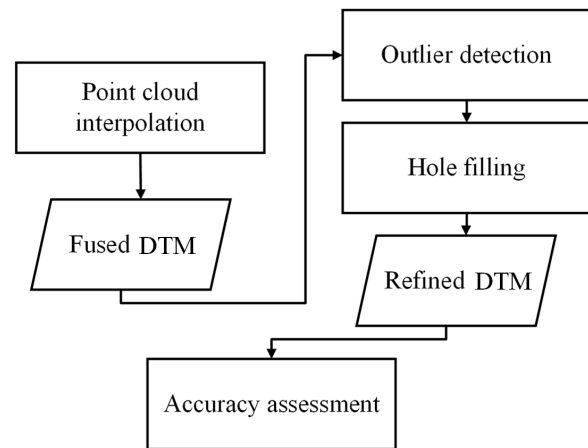 Point cloud
interpolation
Fused DTM
Outlier detection
Hole filling
Refined DTM
Accuracy assessment